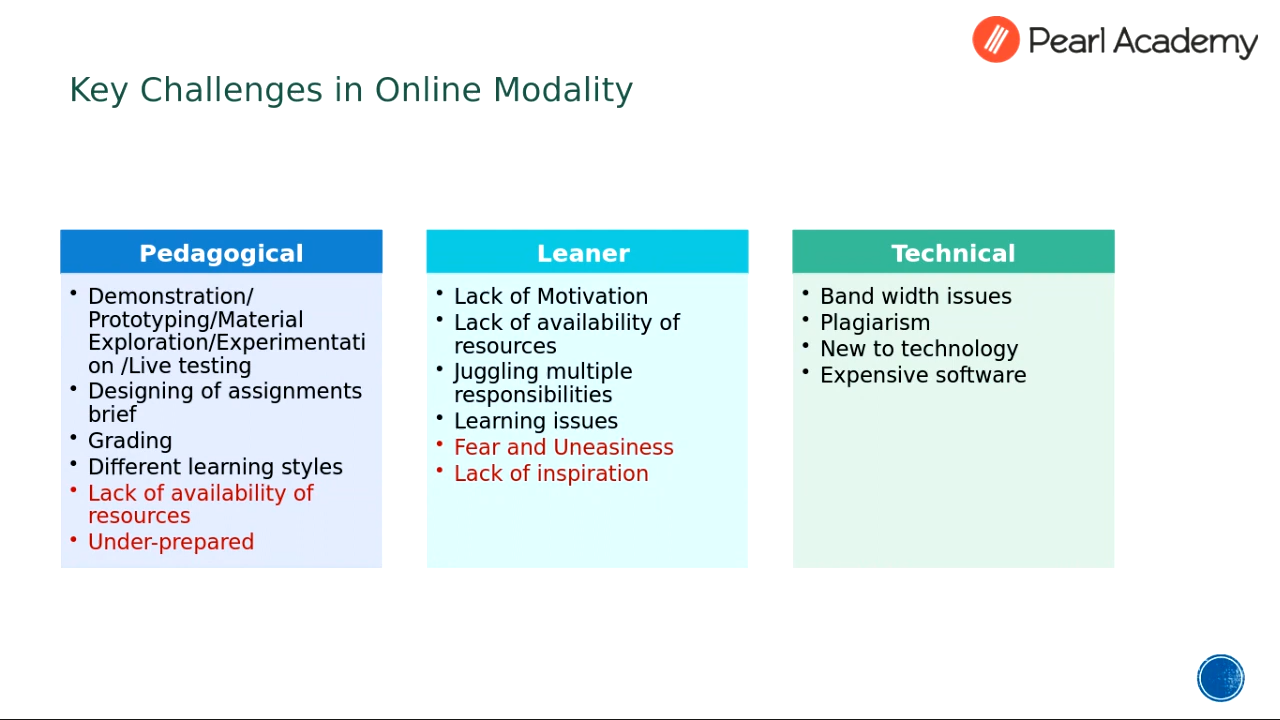 Pearl Academy
Key Challenges in Online Modality
Pedagogical
• Demonstration/
Prototyping/Material
Exploration/Experimentati
on /Live testing
• Designing of assignments
brief
• Grading
• Different learning styles
• Lack of availability of
resources
• Under-prepared
Leaner
• Lack of Motivation
• Lack of availability of
resources
• Juggling multiple
responsibilities
• Learning issues
• Fear and Uneasiness
• Lack of inspiration
Technical
• Band width issues
• Plagiarism
• New to technology
• Expensive software